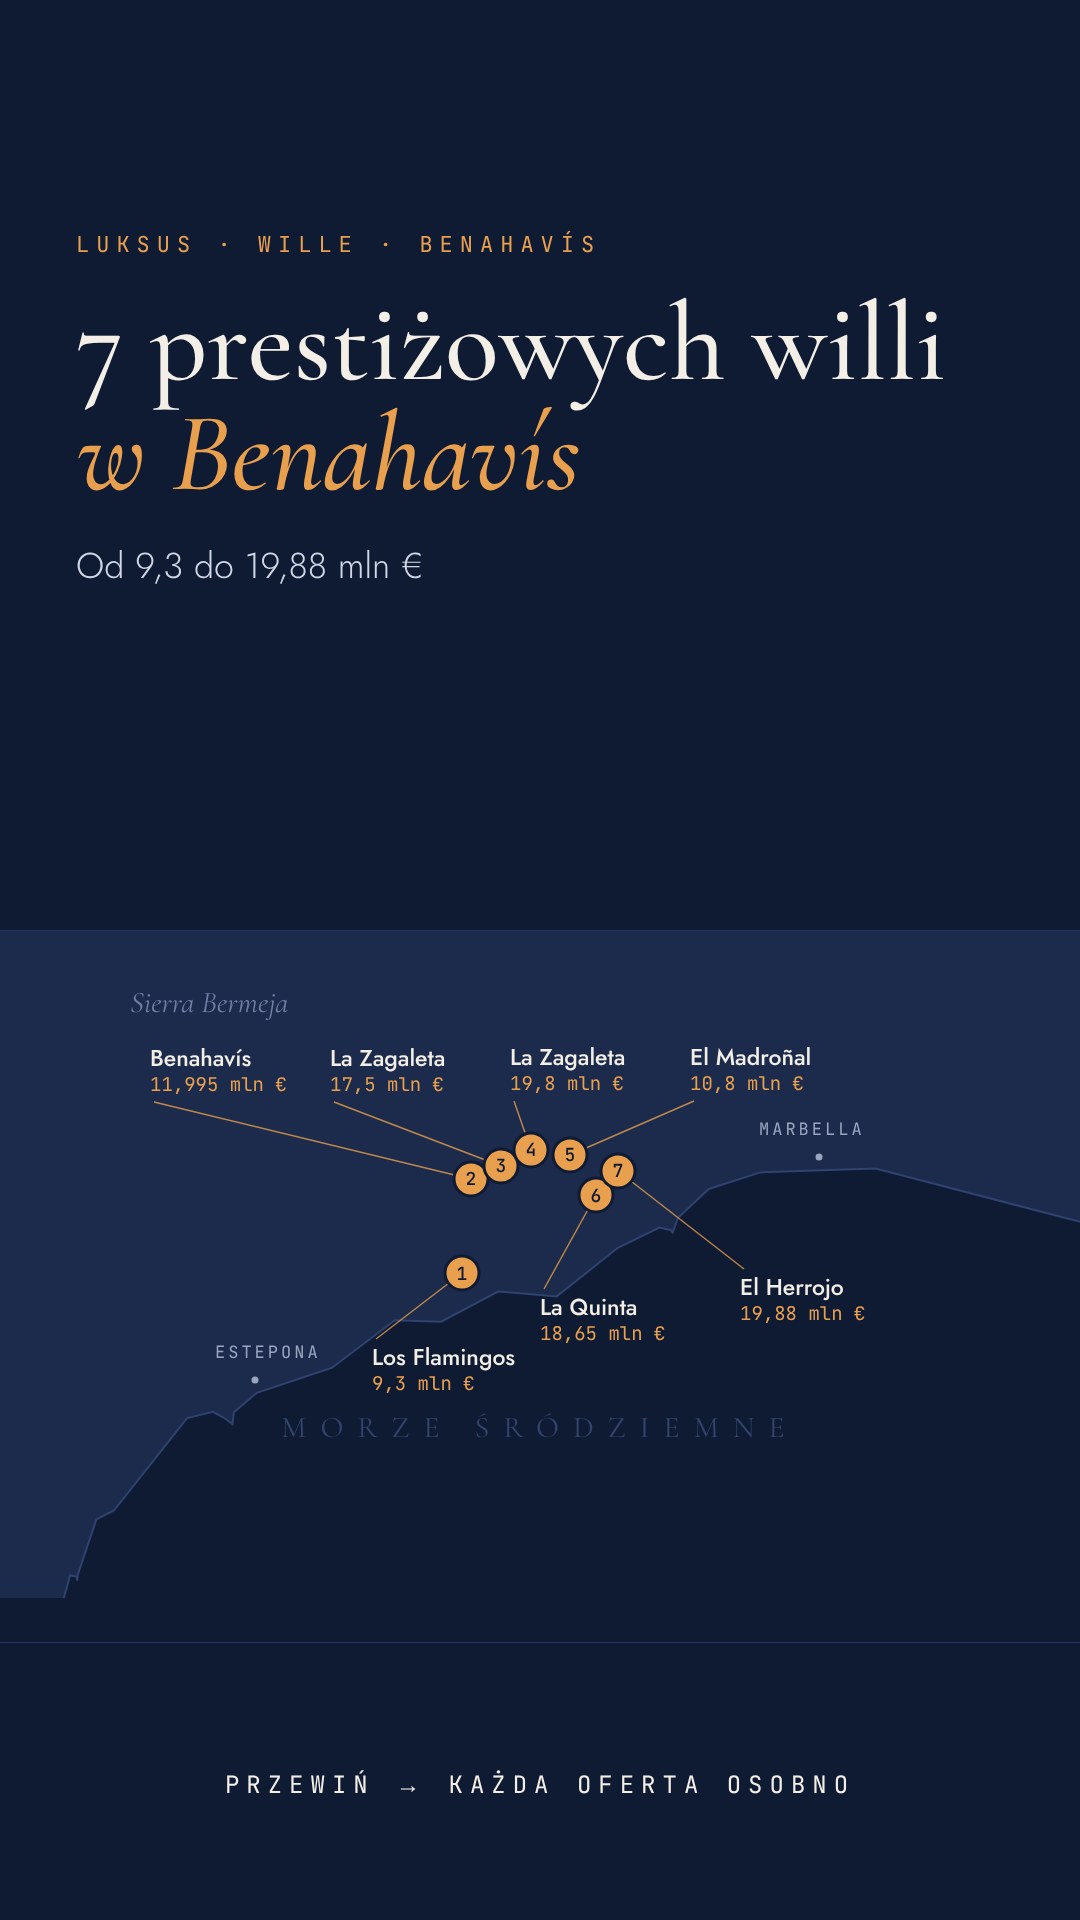 LUKSUS · WILLE · BENAHAVÍS
7 prestiżowych willi
w Benahavís
Od 9,3 do 19,88 mln €
Sierra Bermeja
Benahavís
11,995 mln €
La Zagaleta
17,5 mln €
La Zagaleta
19,8 mln €
El Madroñal
10,8 mln €
MARBELLA
4
5
3
7
2
6
1
El Herrojo
19,88 mln €
La Quinta
18,65 mln €
ESTEPONA
Los Flamingos
9,3 mln €
MORZE ŚRÓDZIEMNE
PRZEWIŃ → KAŻDA OFERTA OSOBNO